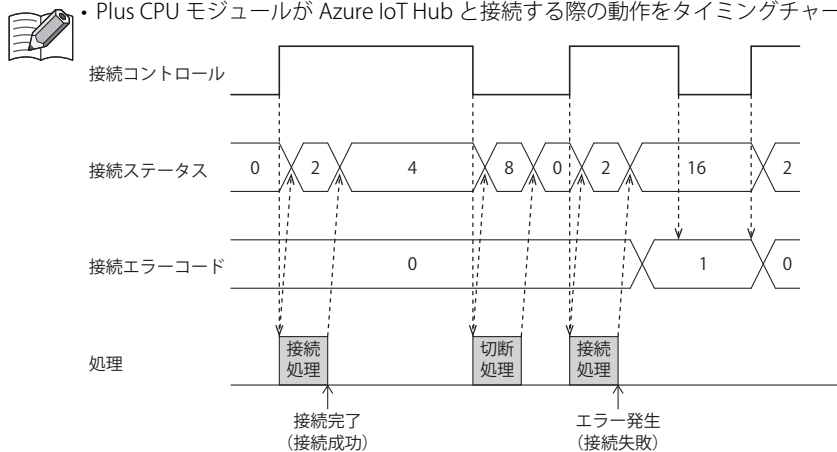 ・Plus CPU モジュールが Azure IoT Hub と接続する際の動作をタイミングチャー
接続コントロール
接続ステータス 0 2 4 8 0 2 16 2
接続エラーコード 0 1 0
処理
接続
処理
切断
処理
接続
処理
接続完了
（接続成功）
エラー発生
（接続失敗）